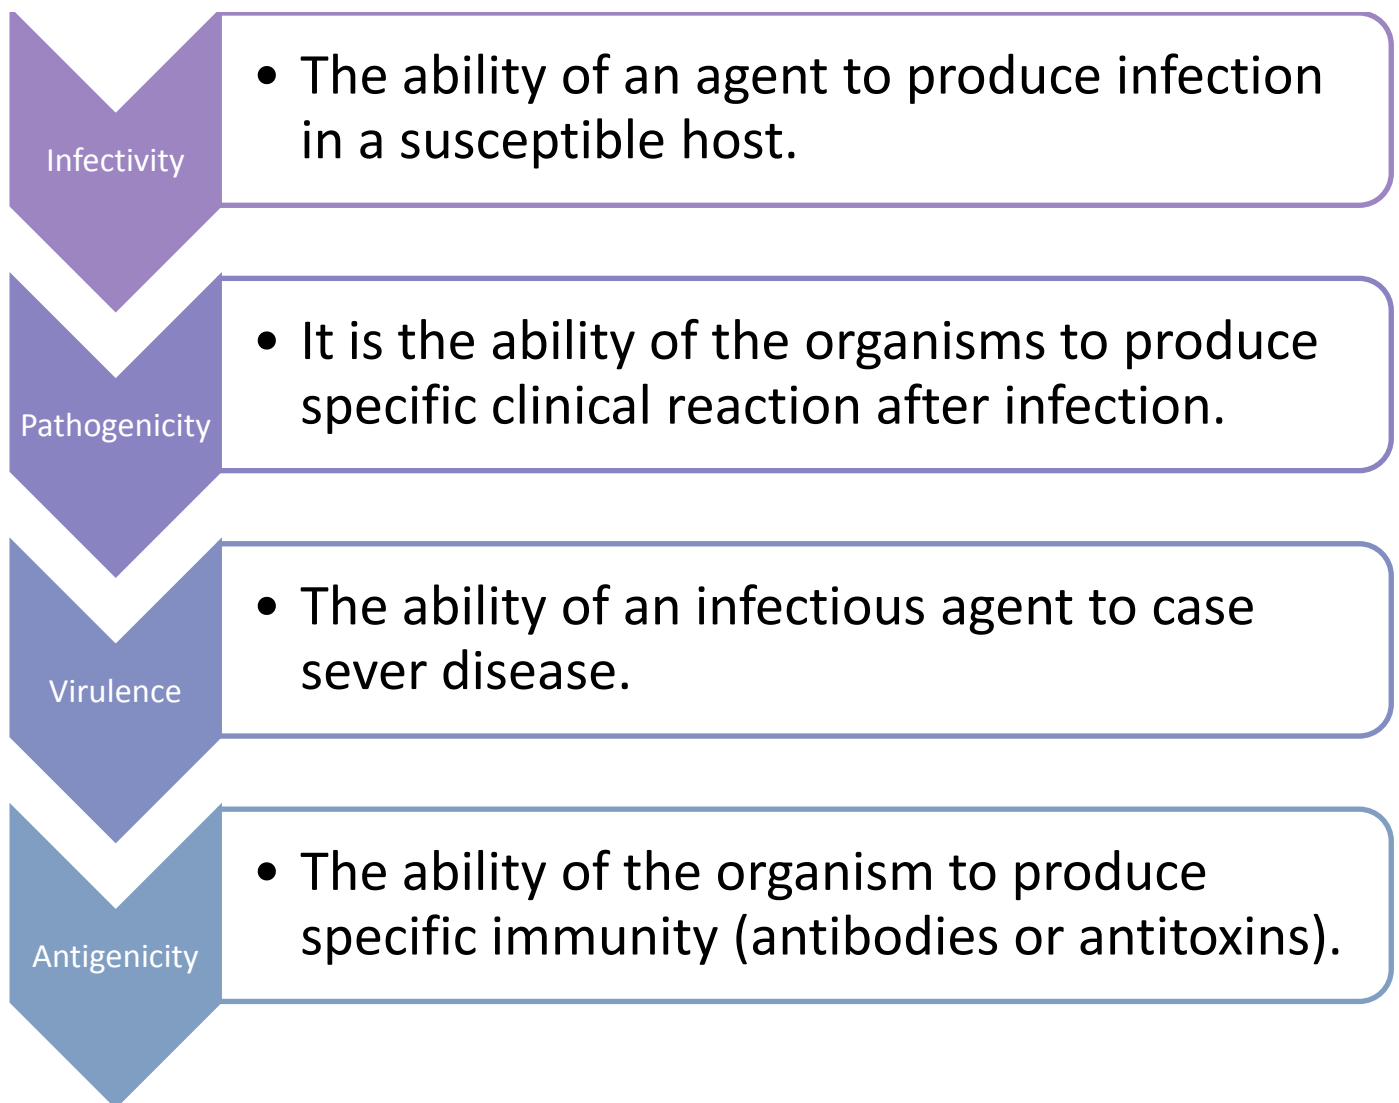 Infectivity
• The ability of an agent to produce infection
in a susceptible host.
Pathogenicity
• It is the ability of the organisms to produce
specific clinical reaction after infection.
Virulence
• The ability of an infectious agent to case
sever disease.
Antigenicity
• The ability of the organism to produce
specific immunity (antibodies or antitoxins).